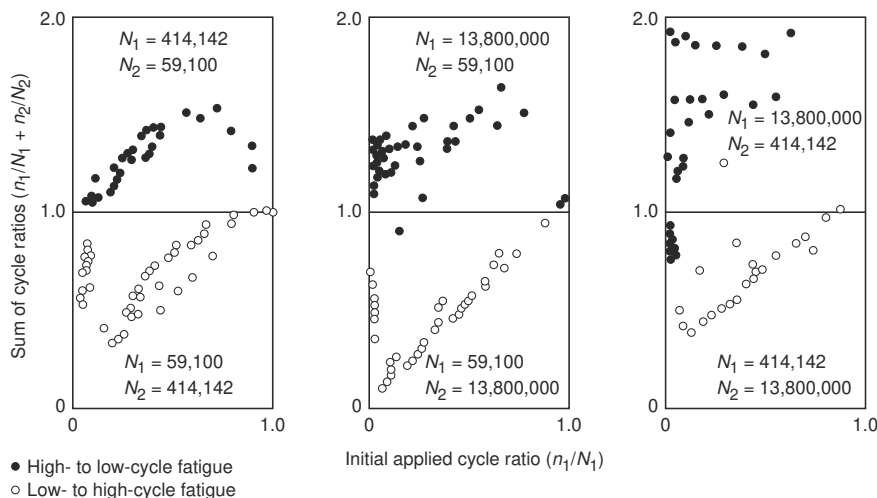 Sum of cycle ratios (n1/N1 + n2/N2)
2.0
1.0
0
N1 = 414,142
N2 = 59,100
N1 = 59,100
N2 = 414,142
0
1.0
2.0
1.0
0
N1 = 13,800,000
N2 = 59,100
N1 = 59,100
N2 = 13,800,000
0
1.0
2.0
1.0
0
N1 = 13,800,000
N2 = 414,142
N1 = 414,142
N2 = 13,800,000
0
1.0
Initial applied cycle ratio (n1/N1)
High- to low-cycle fatigue
Low- to high-cycle fatigue